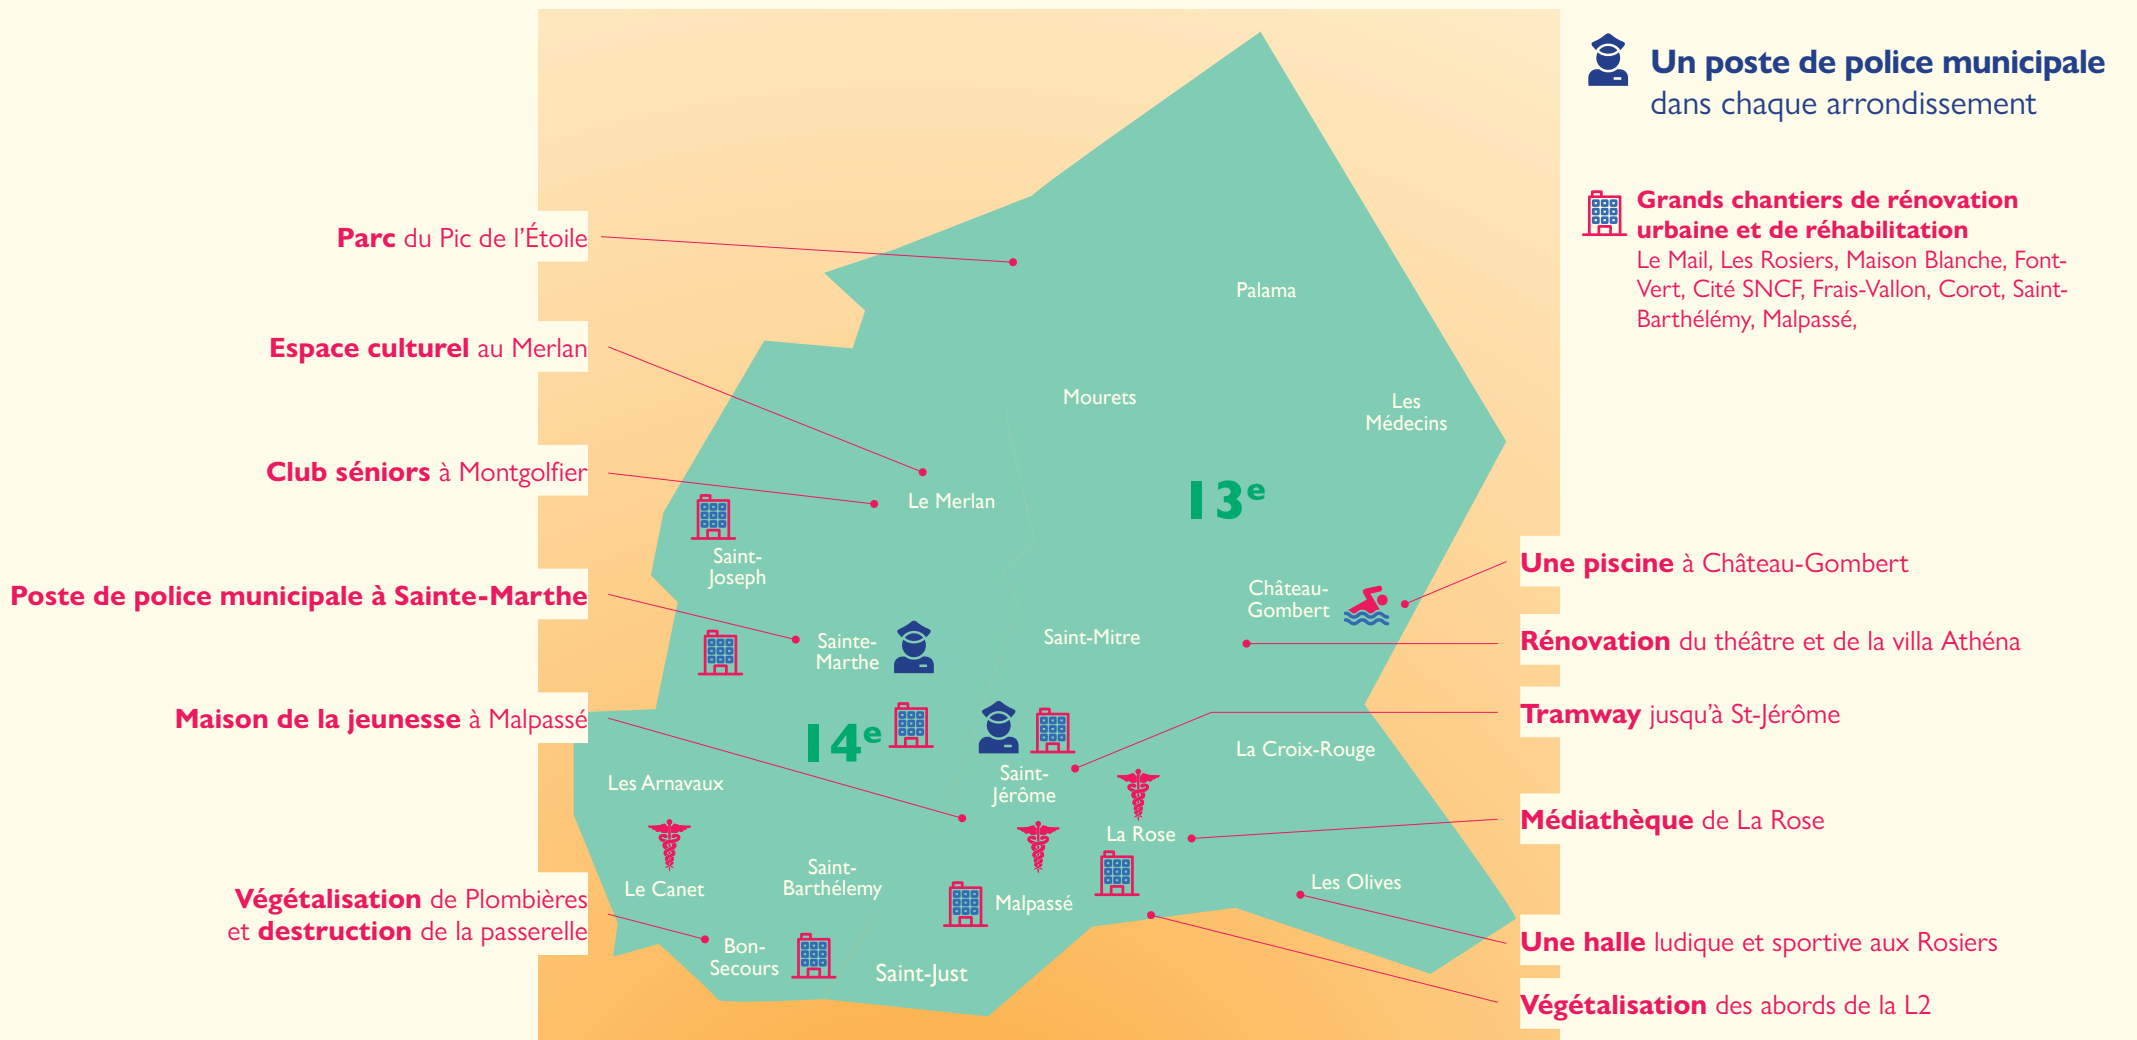 Un poste de police municipale
dans chaque arrondissement
Grands chantiers de rénovation
urbaine et de réhabilitation
Le Mail, Les Rosiers, Maison Blanche, Font-
Vert, Cité SNCF, Frais-Vallon, Corot, Saint-
Barthélémy, Malpassé,
Parc du Pic de l’Étoile
Espace culturel au Merlan
Club séniors à Montgolfier
Poste de police municipale à Sainte-Marthe
Maison de la jeunesse à Malpassé
Végétalisation de Plombières
et destruction de la passerelle
Palama
Mourets
Les
Médecins
13e
Le Merlan
Saint-
Joseph
Château-
Gombert
Sainte-
Marthe
Saint-Mitre
14e
La Croix-Rouge
Les Arnavaux
Saint-
Jérôme
La Rose
Le Canet
Saint-
Barthélemy
Malpassé
Les Olives
Bon-
Secours
Saint-Just
Une piscine à Château-Gombert
Rénovation du théâtre et de la villa Athéna
Tramway jusqu’à St-Jérôme
Médiathèque de La Rose
Une halle ludique et sportive aux Rosiers
Végétalisation des abords de la L2